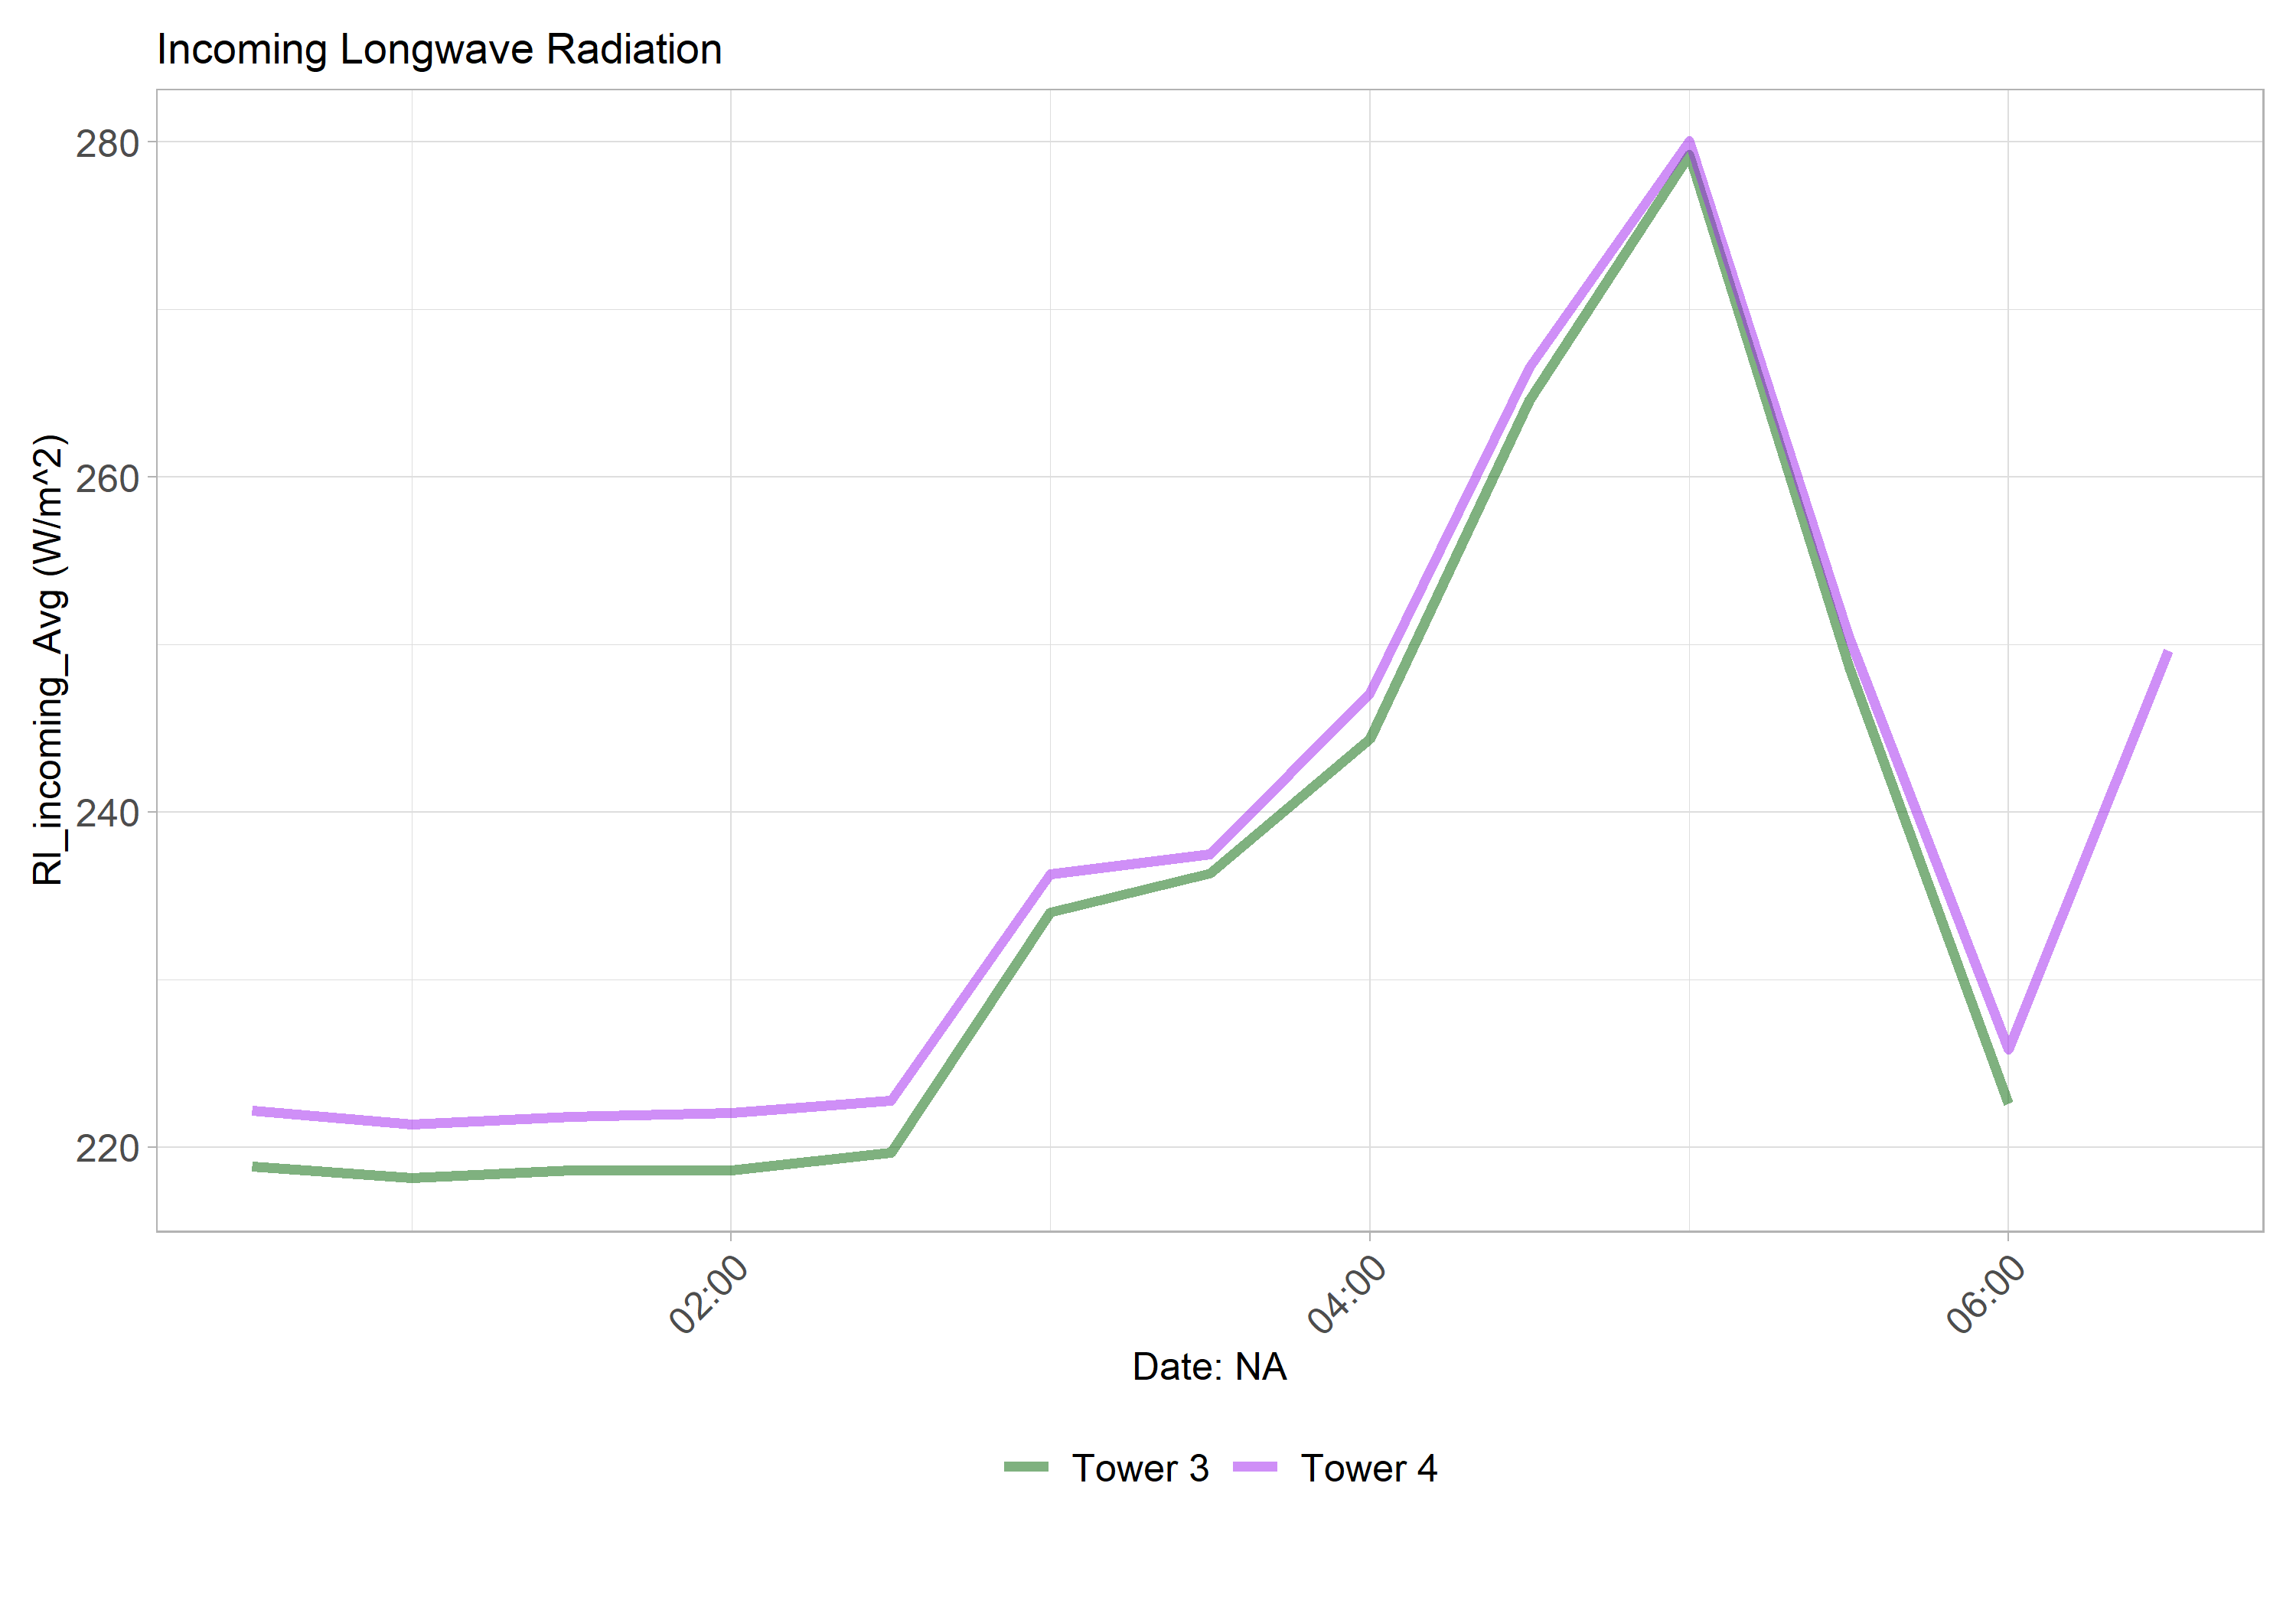 Incoming Longwave Radiation
Rl_incoming_Avg (W/m^2)
280
260
240
220
02:00
04:00
06:00
Date: NA
Tower 3
Tower 4